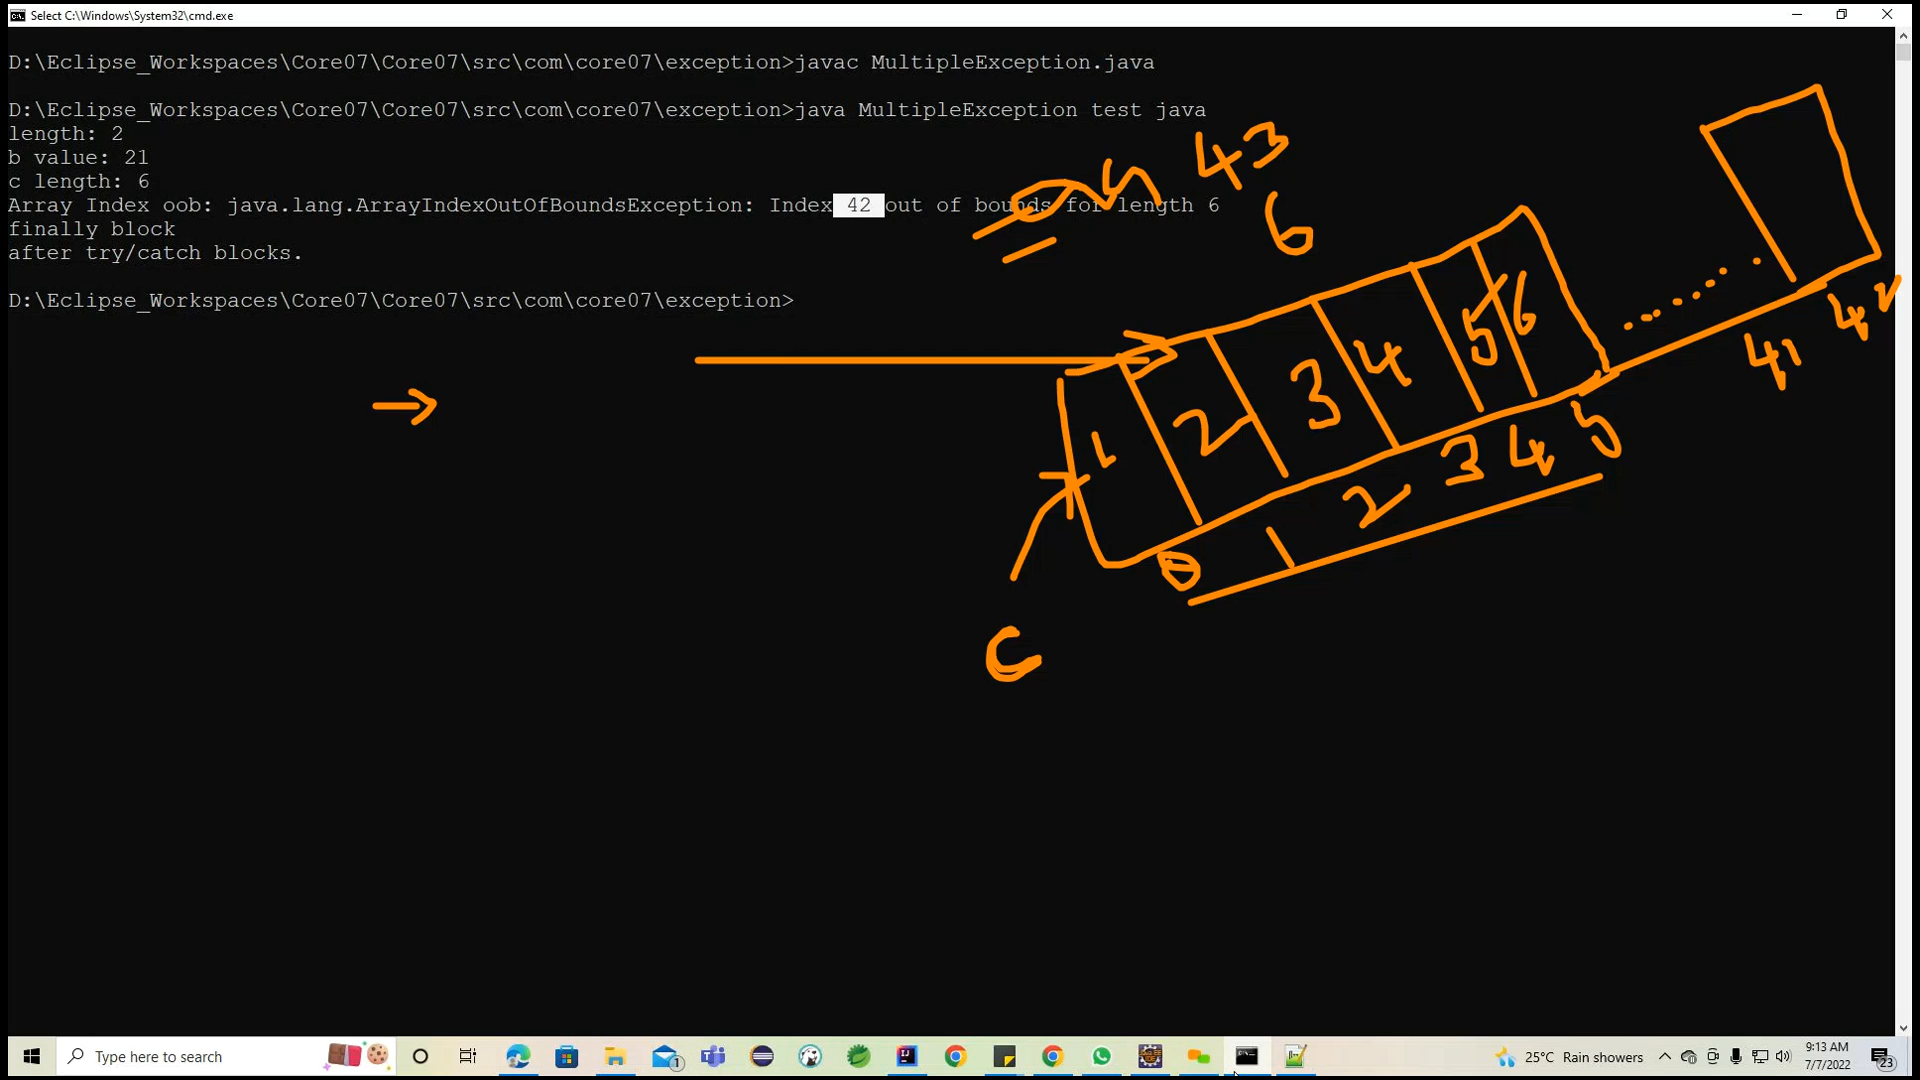 Select C:\Windows\System32\cmd.exe
D:\Eclipse_Workspaces\Core07\Core07\src\com\core07\exception>javac MultipleException.java
D:\Eclipse_Workspaces\Core07\Core07\src\com\core07\exception>java MultipleException test java
length: 2
b value: 21
c length: 6
Array Index oob: java.lang.ArrayIndexOutOfBoundsException: Index 42 out of bounds for length 6
finally block
after try/catch blocks.
D:\Eclipse_Workspaces\Core07\Core07\src\com\core07\exception>
43
6
1 2 3 4 5 6
0 1 2 3 4 5
41 42
C
Type here to search
1
25°C Rain showers
9:13 AM
7/7/2022
23